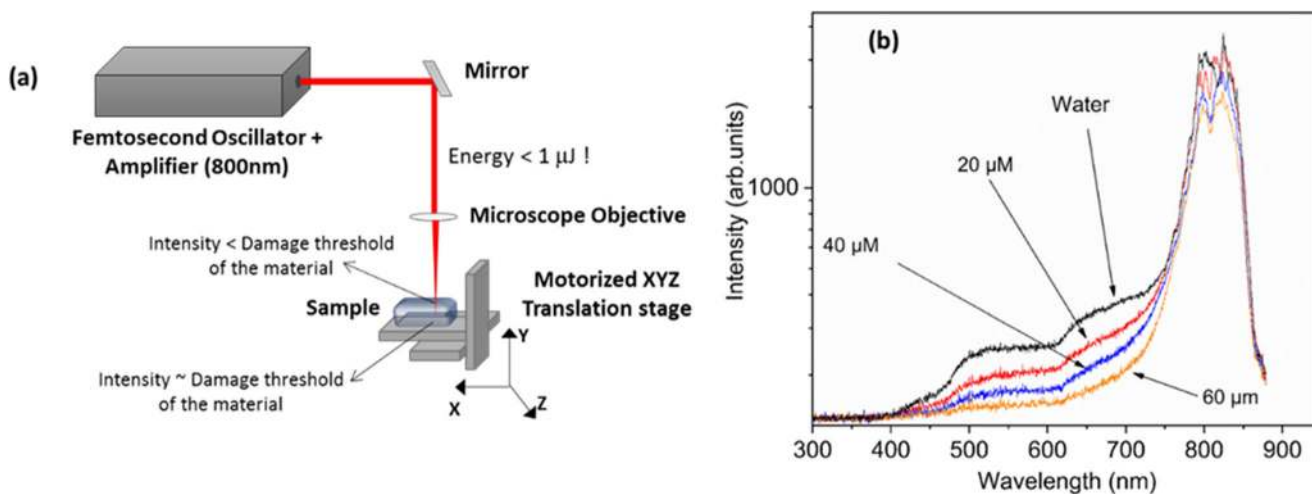 (a)
Mirror
Femtosecond Oscillator +
Amplifier (800nm)
Energy < 1 μJ !
Microscope Objective
Intensity < Damage threshold
of the material
Motorized XYZ
Translation stage
Sample
Intensity ~ Damage threshold
of the material
Y
X
Z
(b)
Water
20 μM
40 μM
60 μm
1000
Intensity (arb.units)
300 400 500 600 700 800 900
Wavelength (nm)